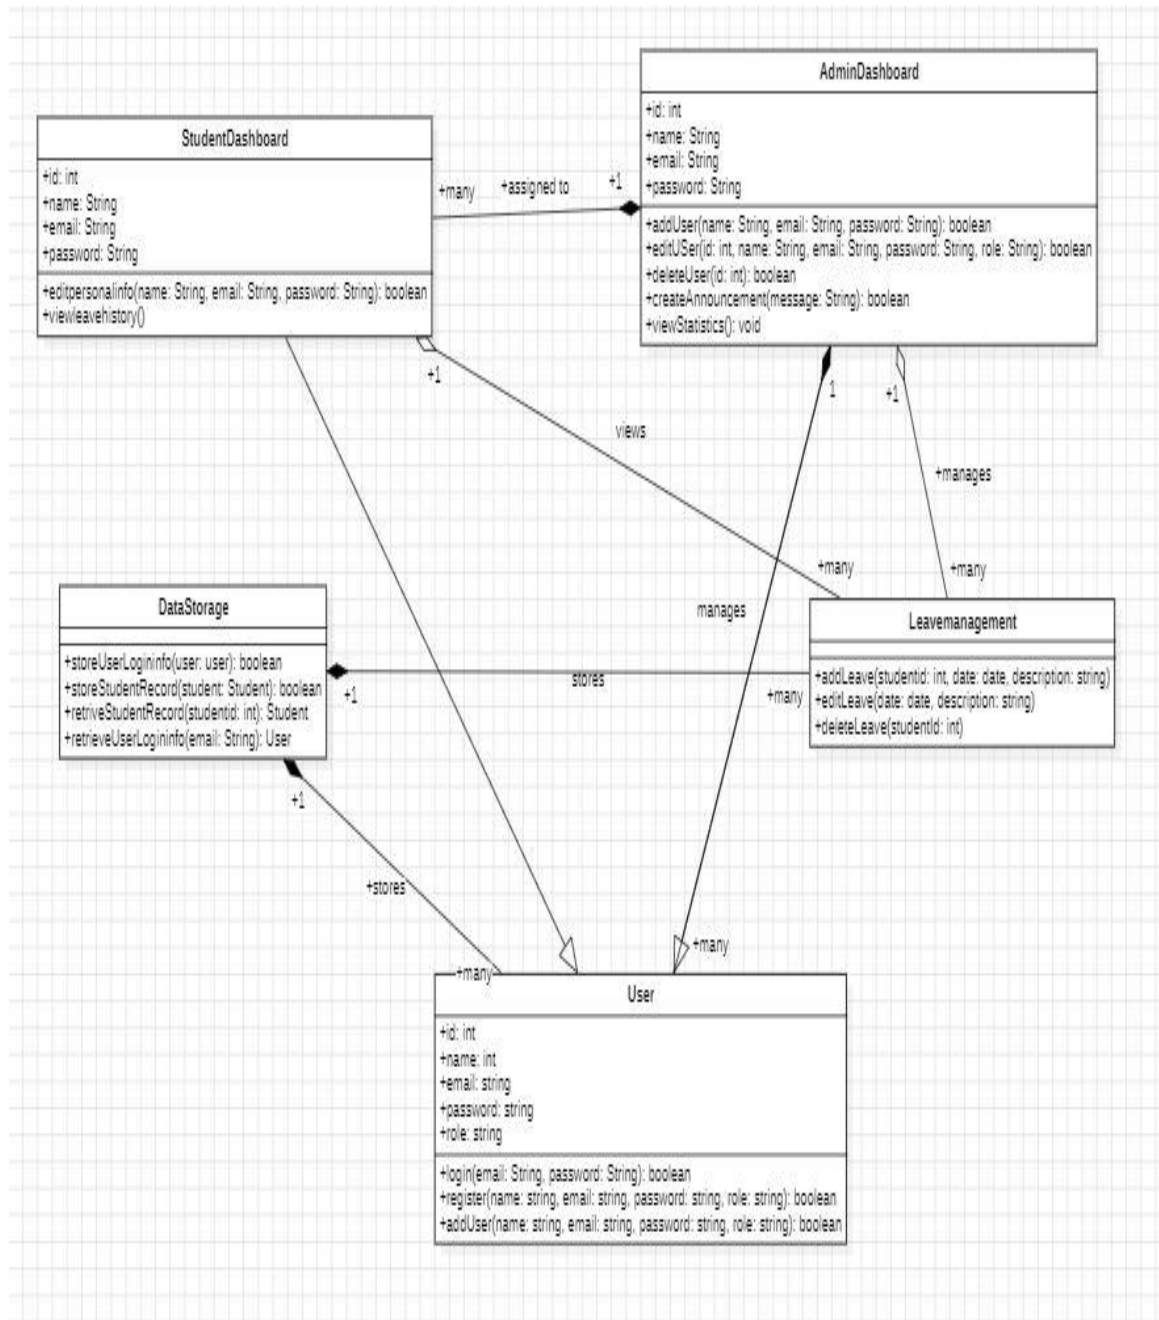 AdminDashboard
+id: int
+name: String
+email: String
+password: String
+addUser(name: String, email: String, password: String): boolean
+editUSer(id: int, name: String, email: String, password: String, role: String): boolean
+deleteUser(id: int): boolean
+createAnnouncement(message: String): boolean
+viewStatistics(): void
StudentDashboard
+id: int
+name: String
+email: String
+password: String
+editpersonalinfo(name: String, email: String, password: String): boolean
+viewleavehistory()
+many
+assigned to
+1
+1
views
+many
1
manages
+many
+1
+manages
+many
DataStorage
+storeUserLogininfo(user: user): boolean
+storeStudentRecord(student: Student): boolean
+retriveStudentRecord(studentid: int): Student
+retrieveUserLogininfo(email: String): User
+1
stores
+many
Leavemanagement
+addLeave(studentId: int, date: date, description: string)
+editLeave(date: date, description: string)
+deleteLeave(studentId: int)
+1
+stores
+many
User
+id: int
+name: int
+email: string
+password: string
+role: string
+login(email: String, password: String): boolean
+register(name: string, email: string, password: string, role: string): boolean
+addUser(name: string, email: string, password: string, role: string): boolean